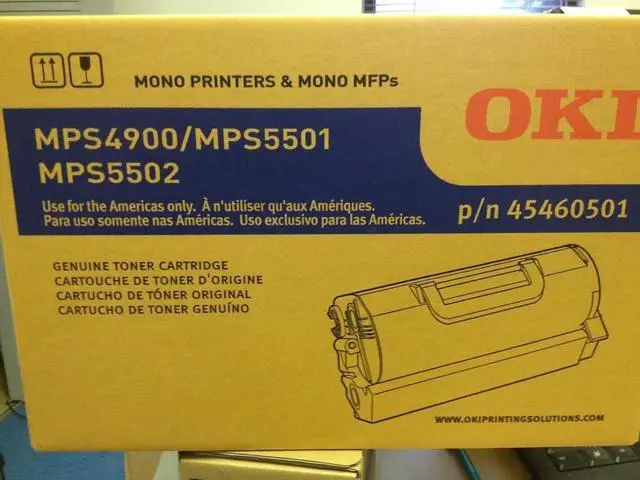 MONO PRINTERS & MONO MFPs
OKI
MPS4900/MPS5501
MPS5502
Use for the Americas only. À n'utiliser qu'aux Amériques.
Para uso somente nas Américas. Uso exclusivo para las Américas.
p/n 45460501
GENUINE TONER CARTRIDGE
CARTOUCHE DE TONER D'ORIGINE
CARTUCHO DE TÓNER ORIGINAL
CARTUCHO DE TONER GENUÍNO
WWW.OKIPRINTINGSOLUTIONS.COM